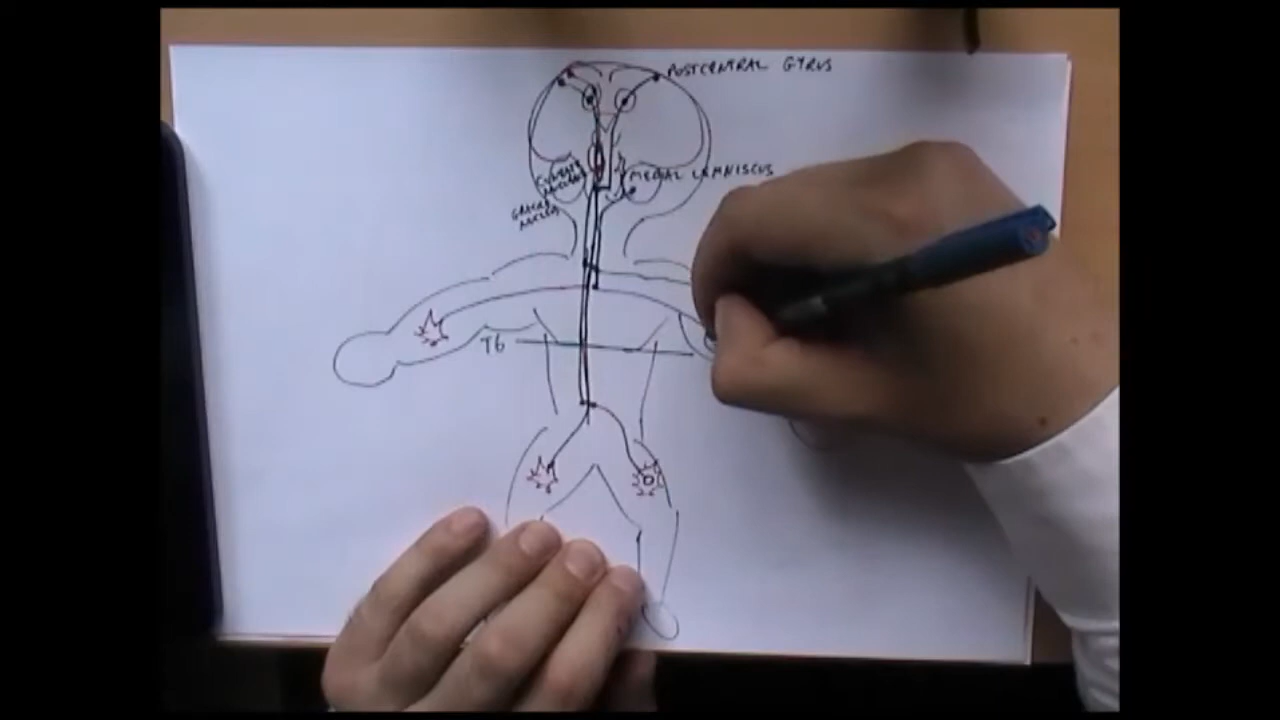 POSTCENTRAL GYRUS
MEDIAL LEMNISCUS
CUNEATE
NUCLEUS
GRACILE
NUCLEUS
T6